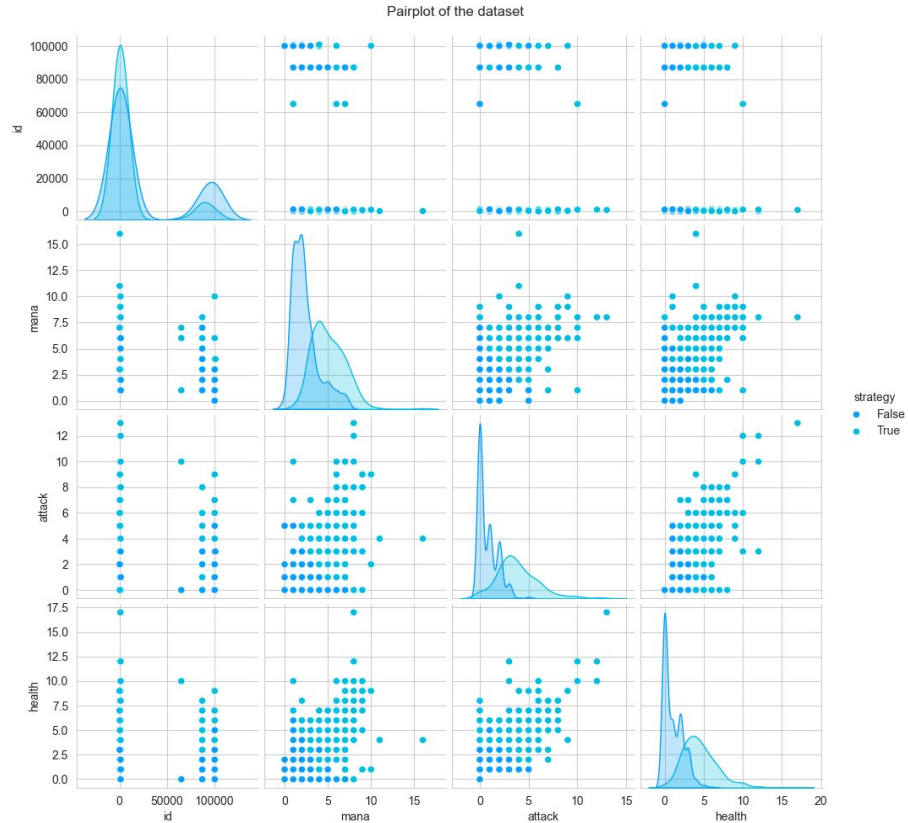 Pairplot of the dataset
100000
80000
60000
40000
20000
0
id
15.0
12.5
10.0
7.5
5.0
2.5
0.0
mana
strategy
False
True
12
10
8
6
4
2
0
attack
17.5
15.0
12.5
10.0
7.5
5.0
2.5
0.0
health
0 50000 100000
id
0 5 10 15
mana
0 5 10 15
attack
0 5 10 15 20
health